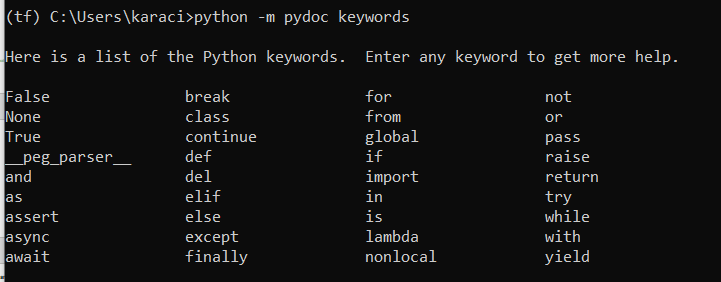 (tf) C:\Users\karaci>python -m pydoc keywords
Here is a list of the Python keywords.  Enter any keyword to get more help.
False               break               for                 not
None                class               from                or
True                continue            global              pass
__peg_parser__      def                 if                  raise
and                 del                 import              return
as                  elif                in                  try
assert              else                is                  while
async               except              lambda              with
await               finally             nonlocal            yield